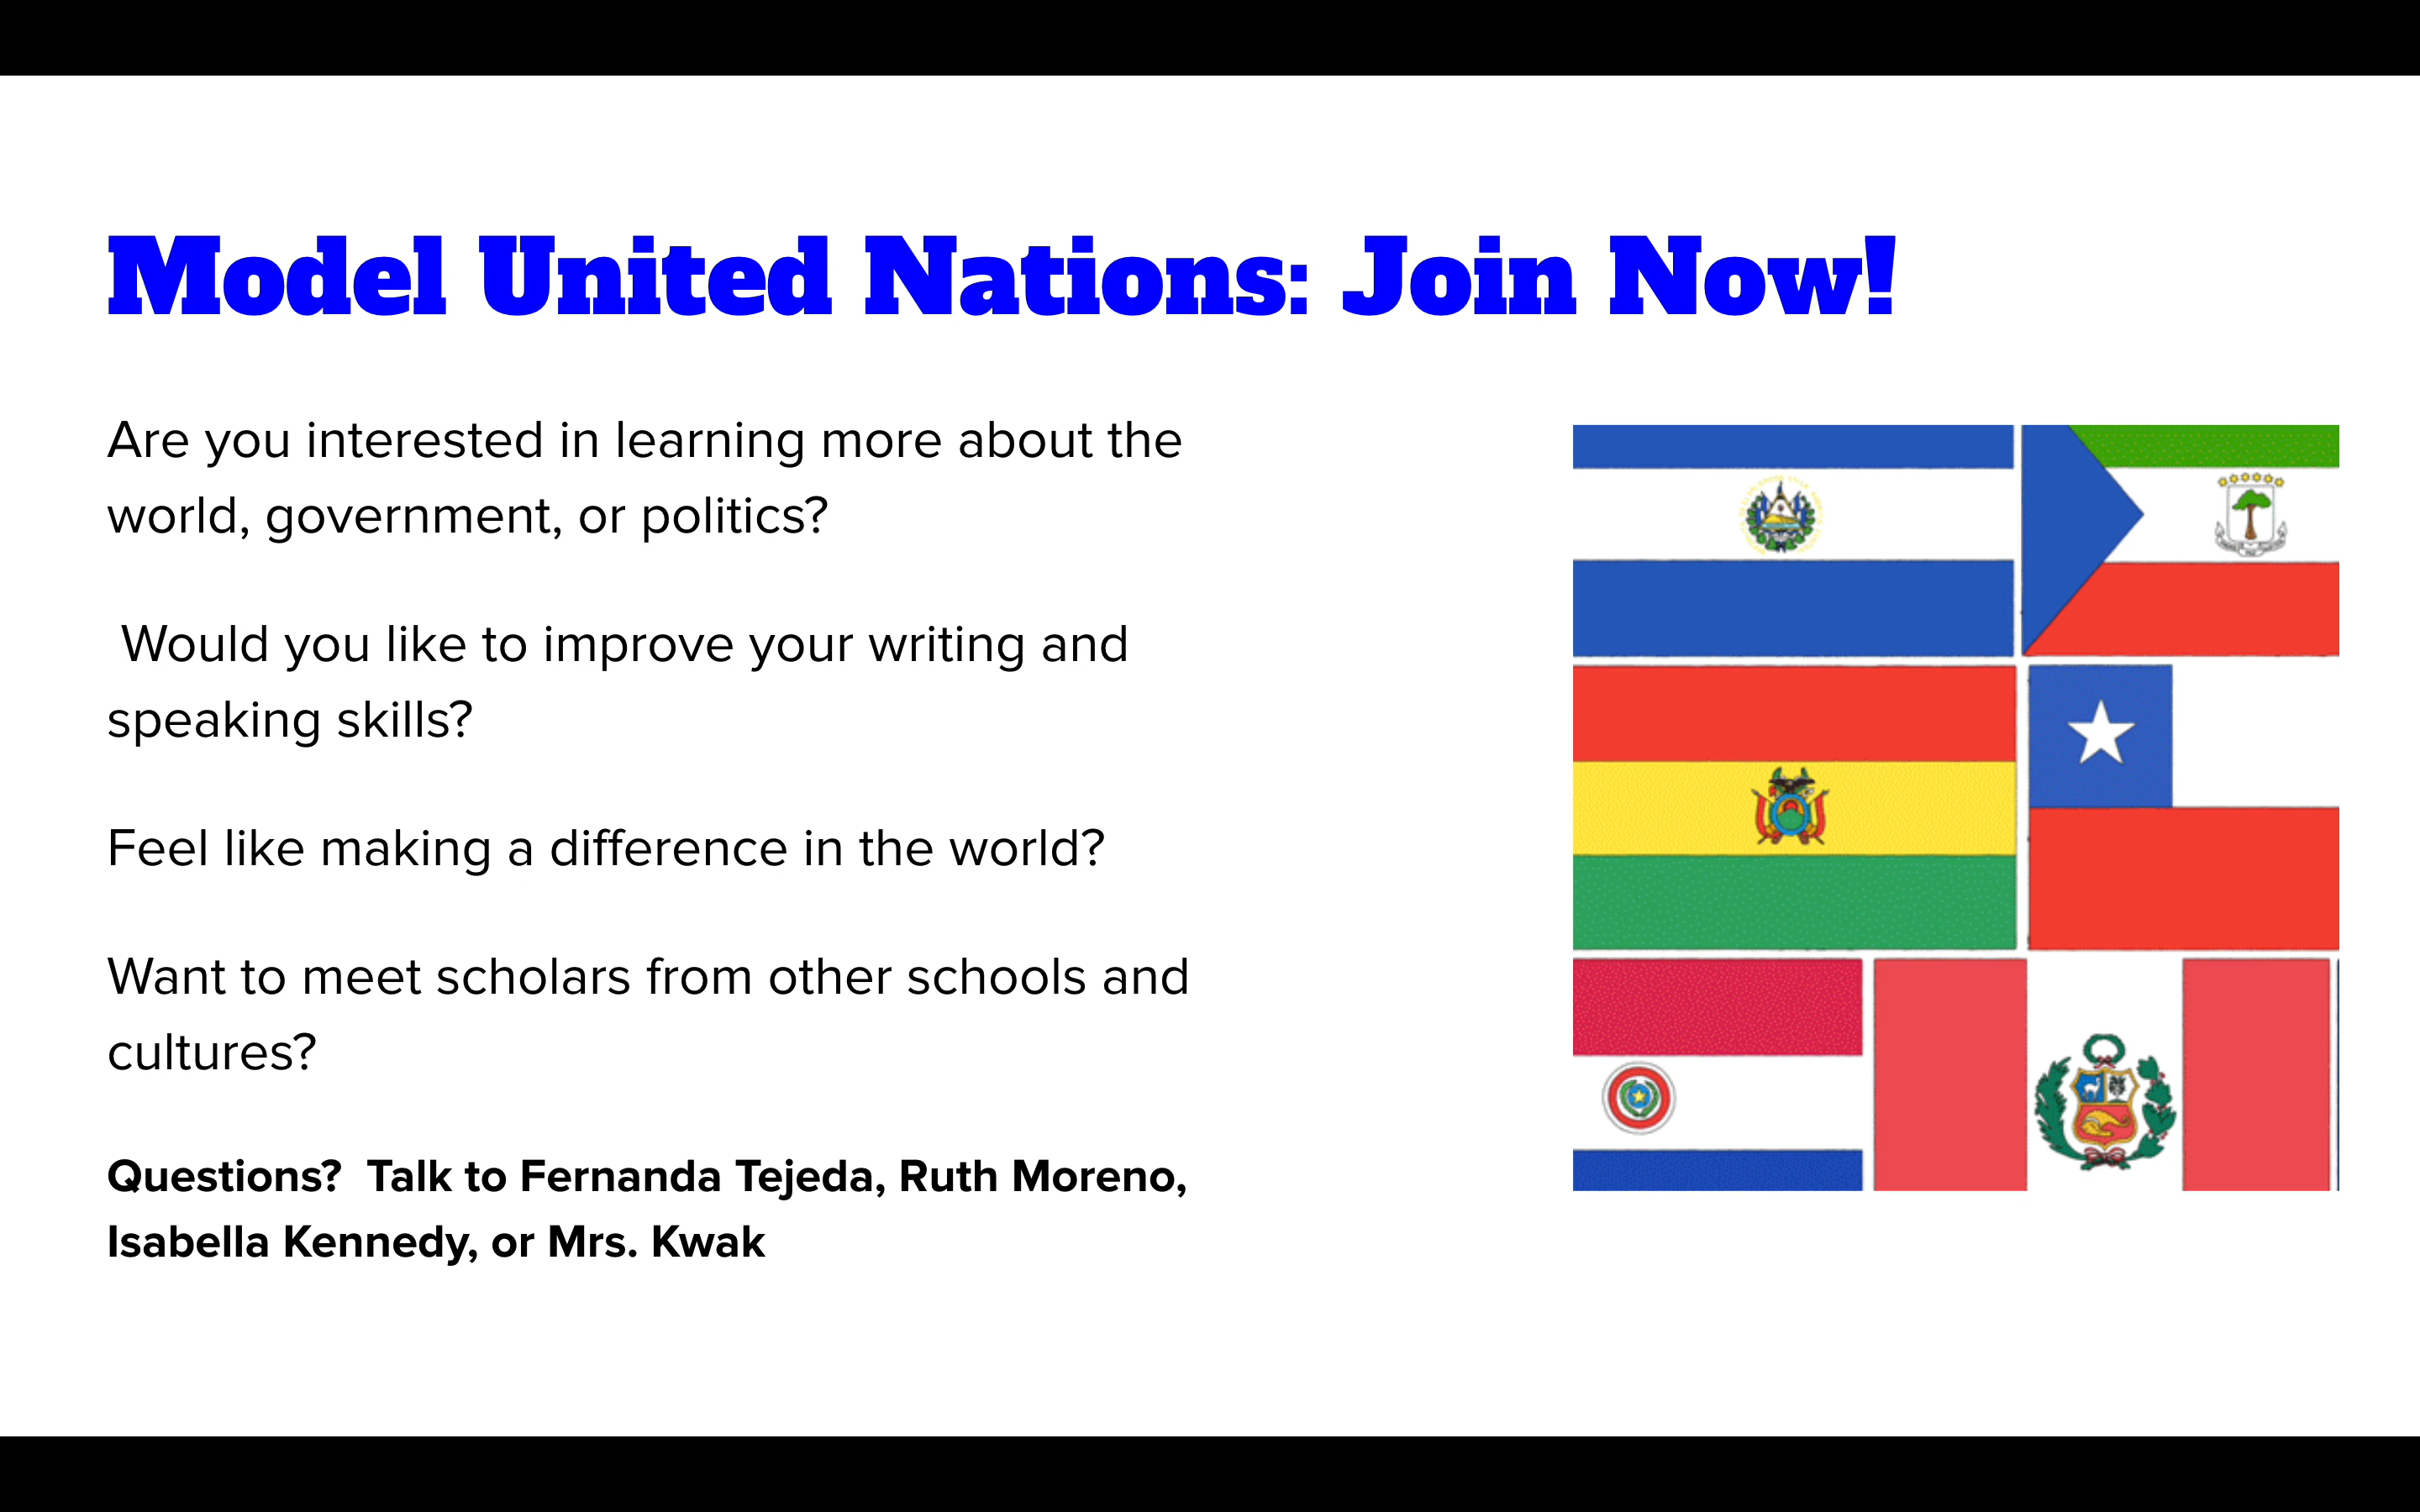 Model United Nations: Join Now!
Are you interested in learning more about the
world, government, or politics?
Would you like to improve your writing and
speaking skills?
Feel like making a difference in the world?
Want to meet scholars from other schools and
cultures?
Questions?  Talk to Fernanda Tejeda, Ruth Moreno,
Isabella Kennedy, or Mrs. Kwak